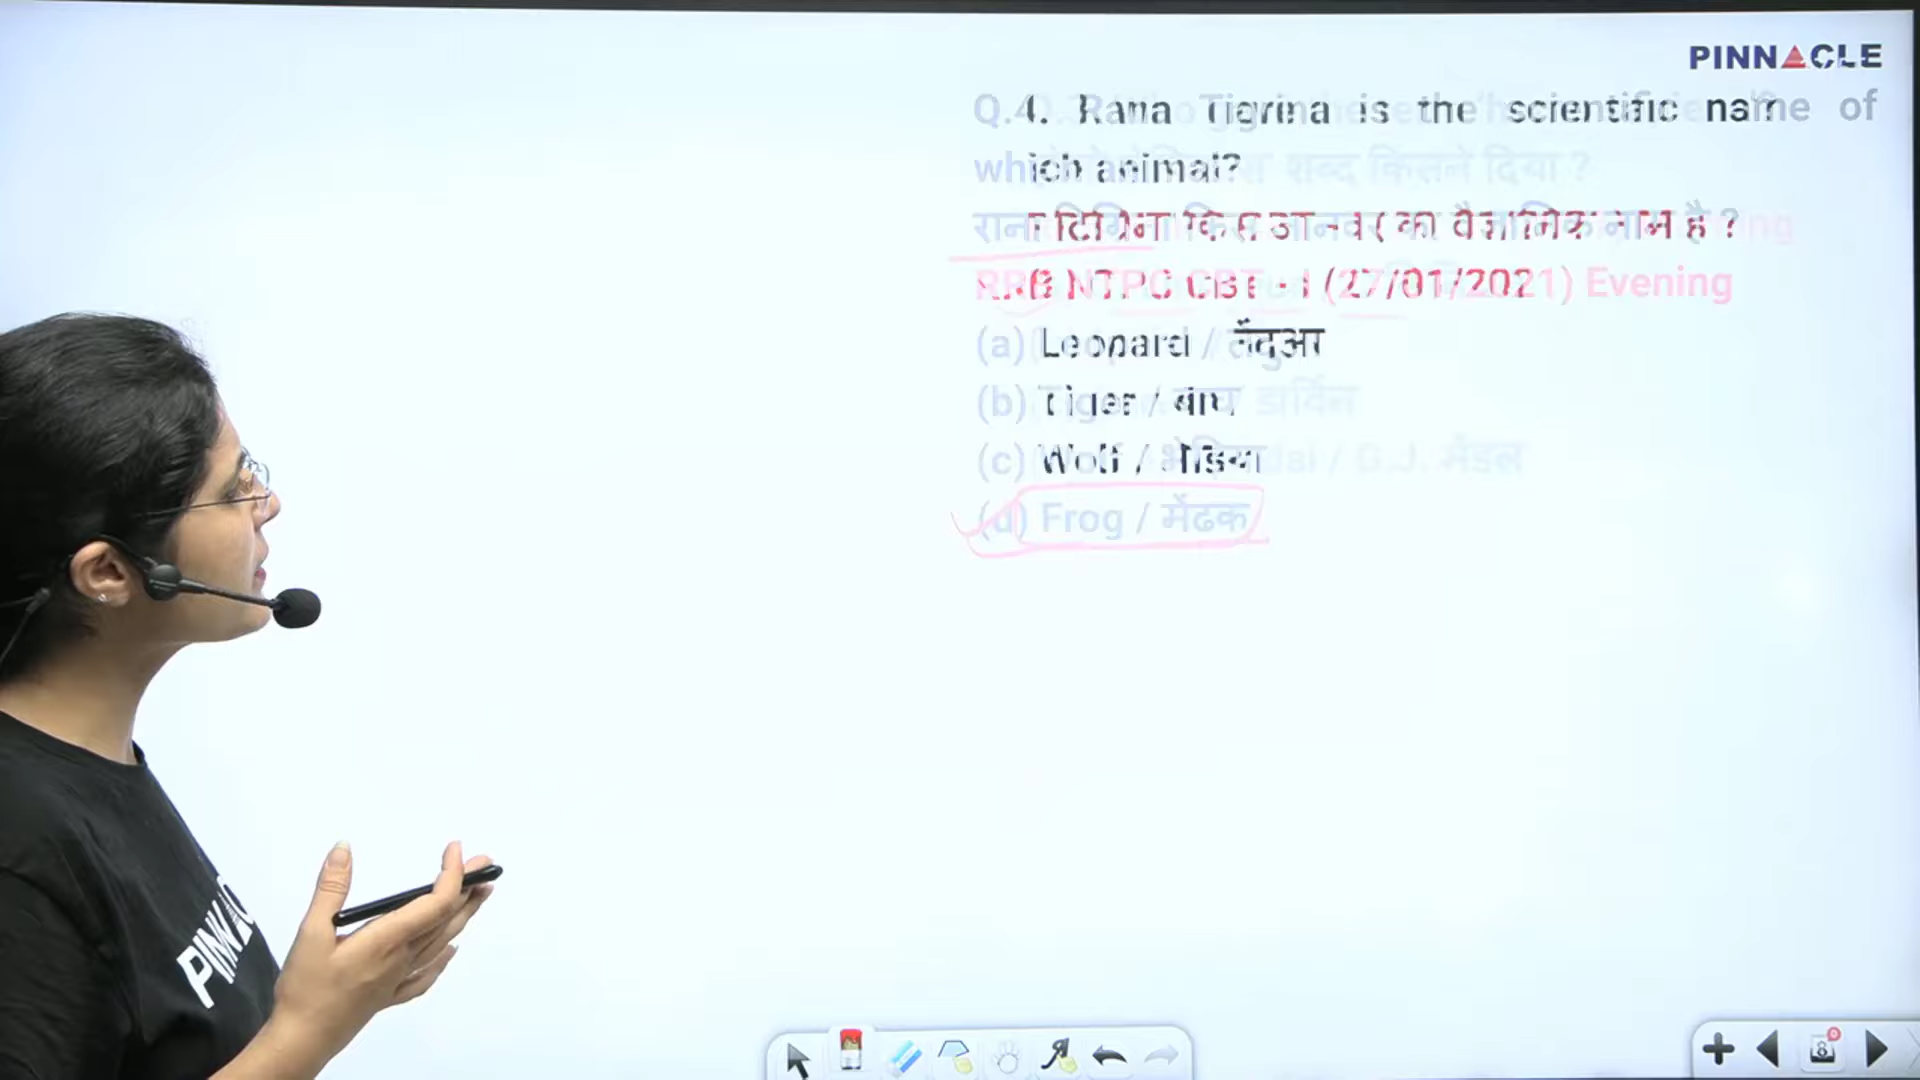 PINNACLE
Q.4. Rana Tigrina is the scientific name of
which animal?
राना टिग्रिना किस जानवर का वैज्ञानिक नाम है ?
RRB NTPC CBT - I (27/01/2021) Evening
(a) Leopard / तेंदुआ
(b) Tiger / बाघ
(c) Wolf / भेड़िया
(d) Frog / मेंढक